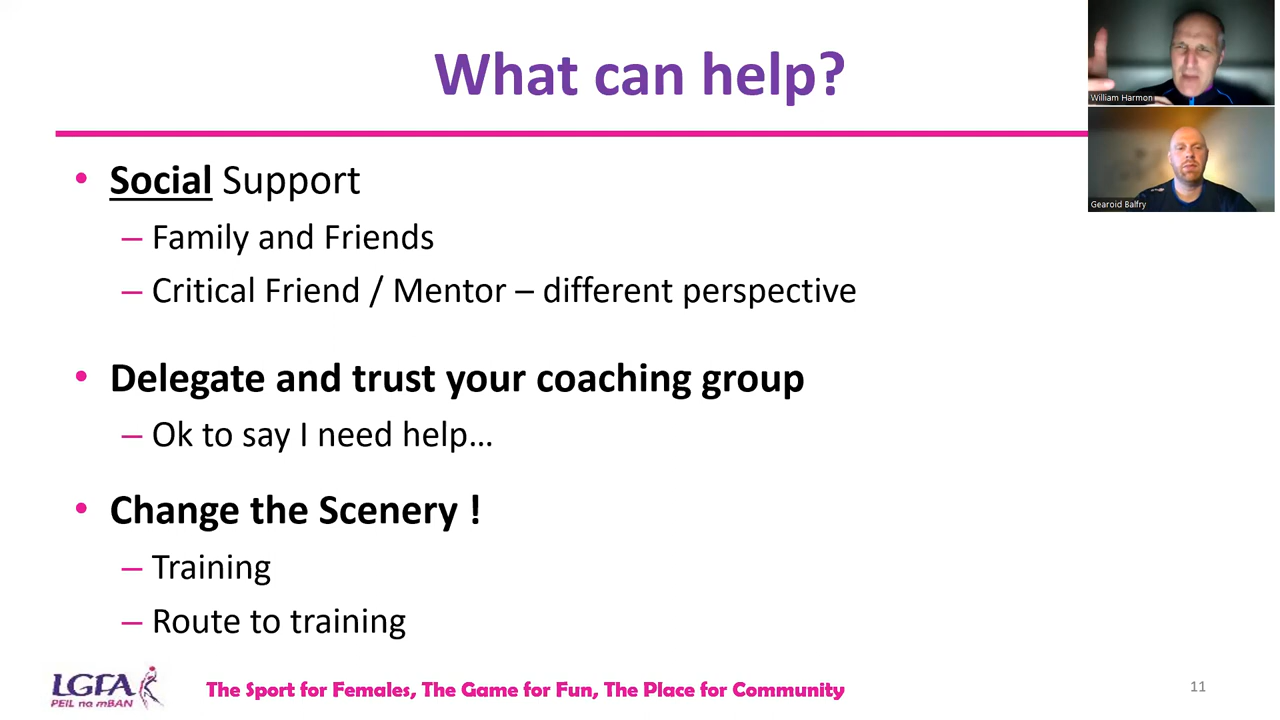 What can help?
William Harmon
Gearoid Balfry
• Social Support
– Family and Friends
– Critical Friend / Mentor – different perspective
• Delegate and trust your coaching group
– Ok to say I need help...
• Change the Scenery !
– Training
– Route to training
LGFA
PEIL na mBAN
The Sport for Females, The Game for Fun, The Place for Community
11